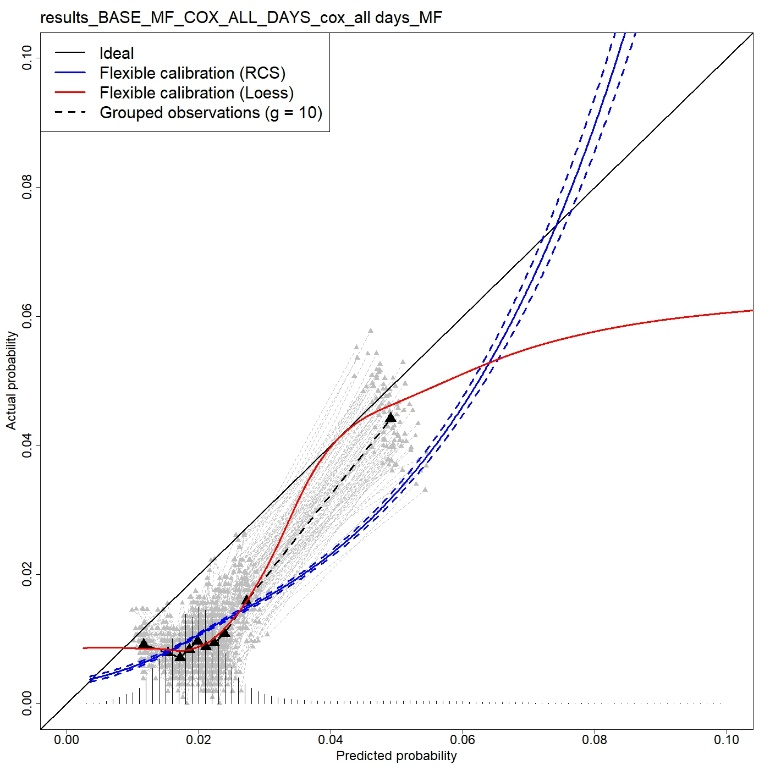 results_BASE_MF_COX_ALL_DAYS_cox_all days_MF
Ideal
Flexible calibration (RCS)
Flexible calibration (Loess)
Grouped observations (g = 10)
0.10
0.08
0.06
0.04
0.02
0.00
Actual probability
0.00 0.02 0.04 0.06 0.08 0.10
Predicted probability